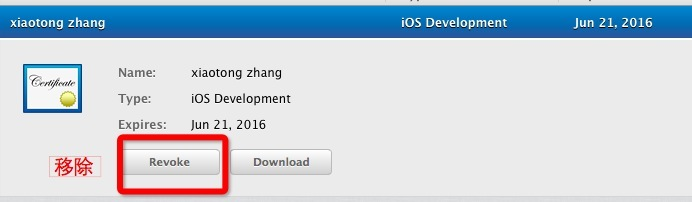 xiaotong zhang iOS Development Jun 21, 2016
Certificate
Name: xiaotong zhang
Type: iOS Development
Expires: Jun 21, 2016
移除 Revoke Download